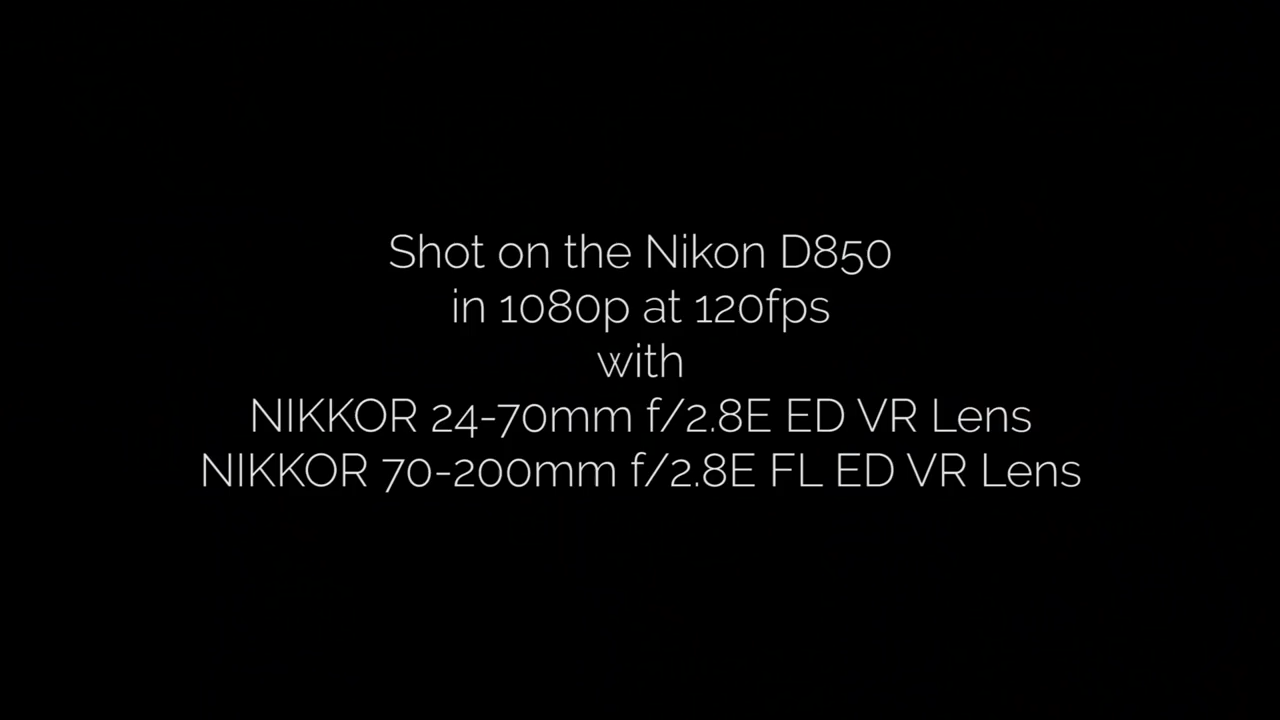 Shot on the Nikon D850
in 1080p at 120fps
with
NIKKOR 24-70mm f/2.8E ED VR Lens
NIKKOR 70-200mm f/2.8E FL ED VR Lens